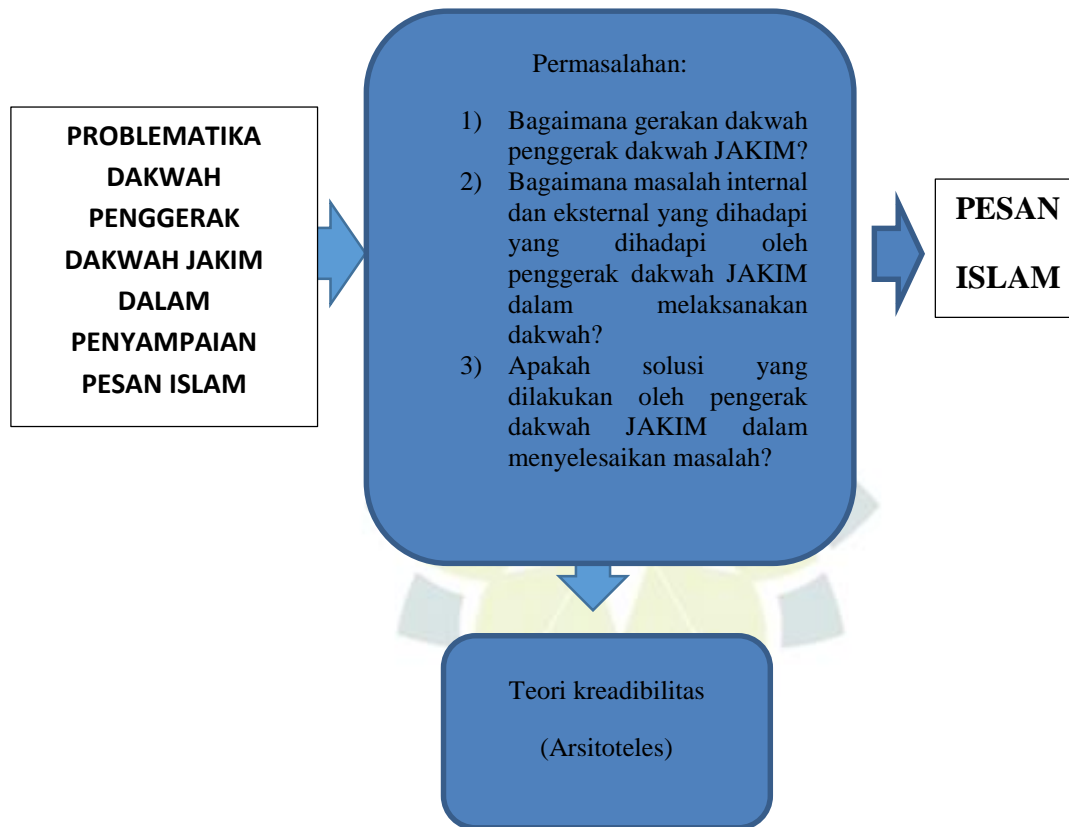 PROBLEMATIKA
DAKWAH
PENGGERAK
DAKWAH JAKIM
DALAM
PENYAMPAIAN
PESAN ISLAM
Permasalahan:
1) Bagaimana gerakan dakwah
penggerak dakwah JAKIM?
2) Bagaimana masalah internal
dan eksternal yang dihadapi
yang dihadapi oleh
penggerak dakwah JAKIM
dalam melaksanakan
dakwah?
3) Apakah solusi yang
dilakukan oleh pengerak
dakwah JAKIM dalam
menyelesaikan masalah?
PESAN
ISLAM
Teori kreadibilitas
(Arsitoteles)